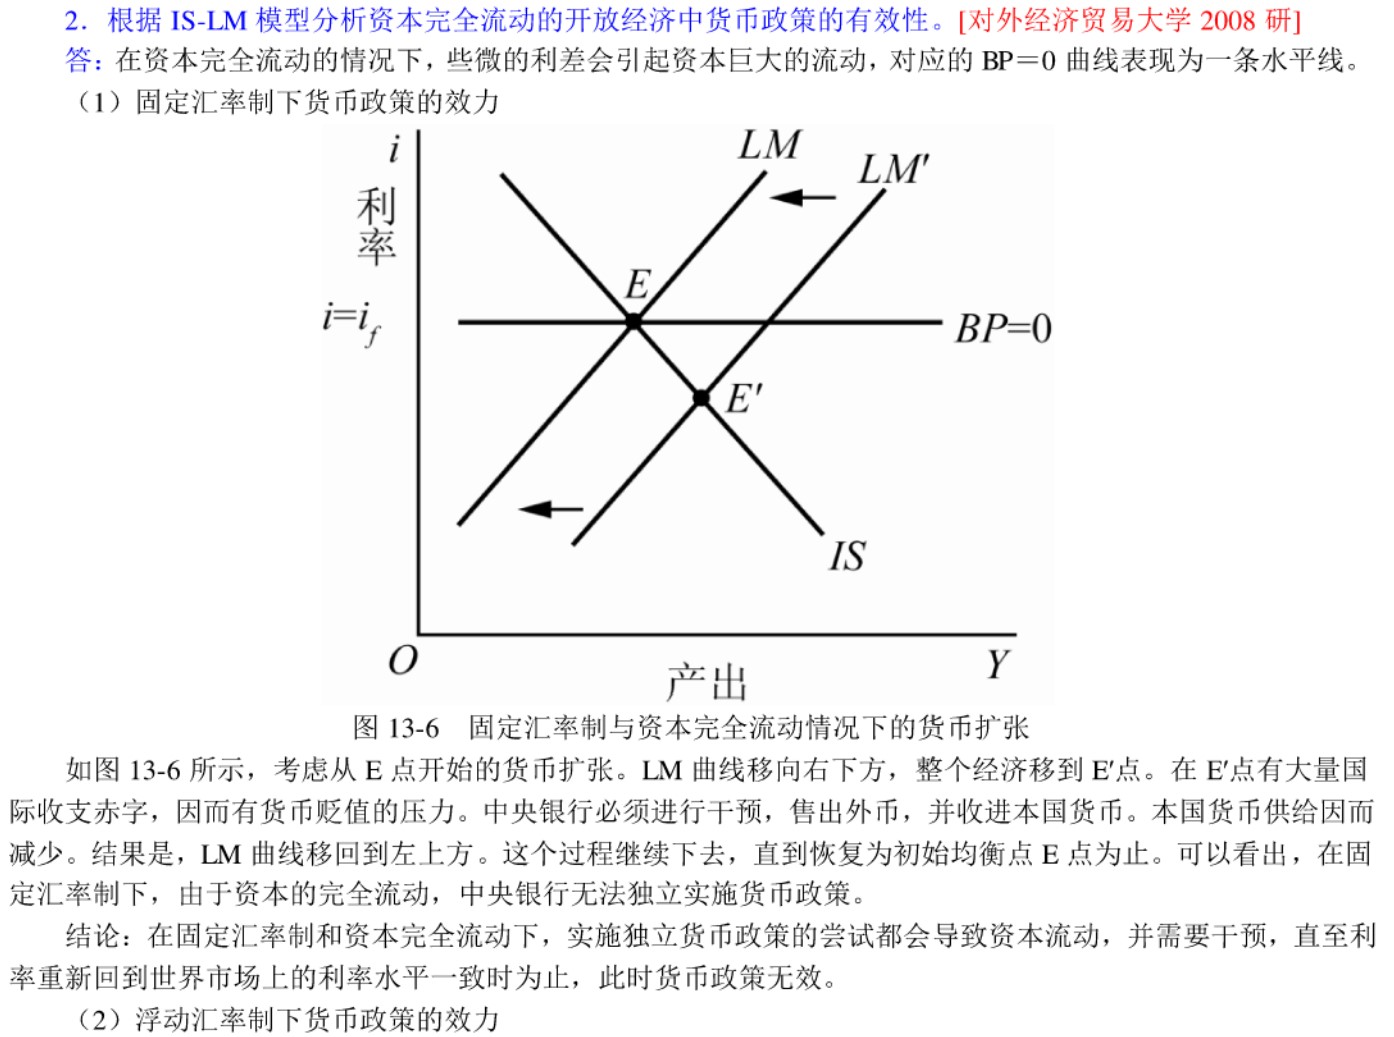 2．根据 IS-LM 模型分析资本完全流动的开放经济中货币政策的有效性。[对外经济贸易大学 2008 研]
答：在资本完全流动的情况下，些微的利差会引起资本巨大的流动，对应的 BP＝0 曲线表现为一条水平线。
（1）固定汇率制下货币政策的效力
i
利率
LM
LM′
E
i=i_f
BP=0
E′
IS
O
产出
Y
图 13-6 固定汇率制与资本完全流动情况下的货币扩张
如图 13-6 所示，考虑从 E 点开始的货币扩张。LM 曲线移向右下方，整个经济移到 E′点。在 E′点有大量国
际收支赤字，因而有货币贬值的压力。中央银行必须进行干预，售出外币，并收进本国货币。本国货币供给因而
减少。结果是，LM 曲线移回到左上方。这个过程继续下去，直到恢复为初始均衡点 E 点为止。可以看出，在固
定汇率制下，由于资本的完全流动，中央银行无法独立实施货币政策。
结论：在固定汇率制和资本完全流动下，实施独立货币政策的尝试都会导致资本流动，并需要干预，直至利
率重新回到世界市场上的利率水平一致时为止，此时货币政策无效。
（2）浮动汇率制下货币政策的效力